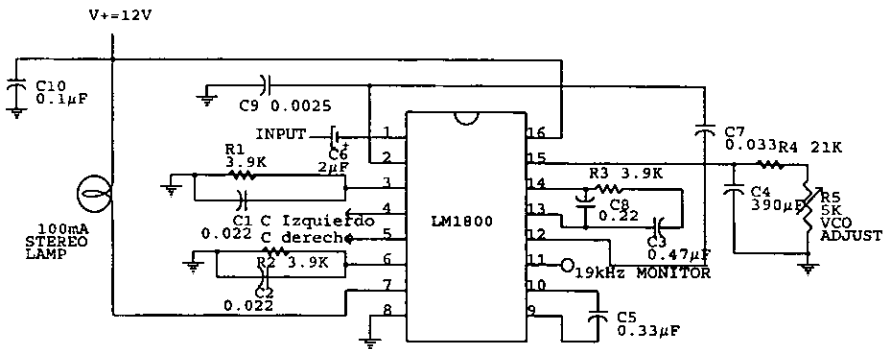 V+=12V
C10
0.1µF
C9 0.0025
INPUT
C6
+
2µF
R1
3.9K
C1
0.022
C Izquierdo
C derech
R2 3.9K
C2
0.022
100mA
STEREO
LAMP
LM1800
1
2
3
4
5
6
7
8
16
15
14
13
12
11
10
9
C7
0.033
R4 21K
R3 3.9K
C8
0.22
C3
0.47µF
C4
390µF
R5
5K
VCO
ADJUST
19kHz MONITOR
C5
0.33µF